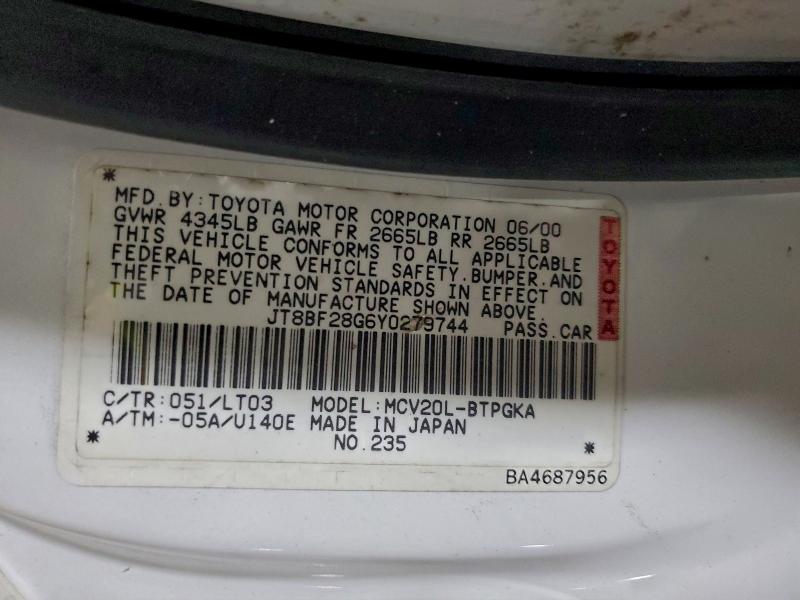 MFD.BY:TOYOTA MOTOR CORPORATION 06/00
GVWR 4345LB GAWR FR 2665LB RR 2665LB
THIS VEHICLE CONFORMS TO ALL APPLICABLE
FEDERAL MOTOR VEHICLE SAFETY.BUMPER.AND
THEFT PREVENTION STANDARDS IN EFFECT ON
THE DATE OF MANUFACTURE SHOWN ABOVE.
JT8BF28G6Y0279744 PASS.CAR
TOYOTA
C/TR:051/LT03 MODEL:MCV20L-BTPGKA
A/TM:-05A/U140E MADE IN JAPAN
NO.235
BA4687956